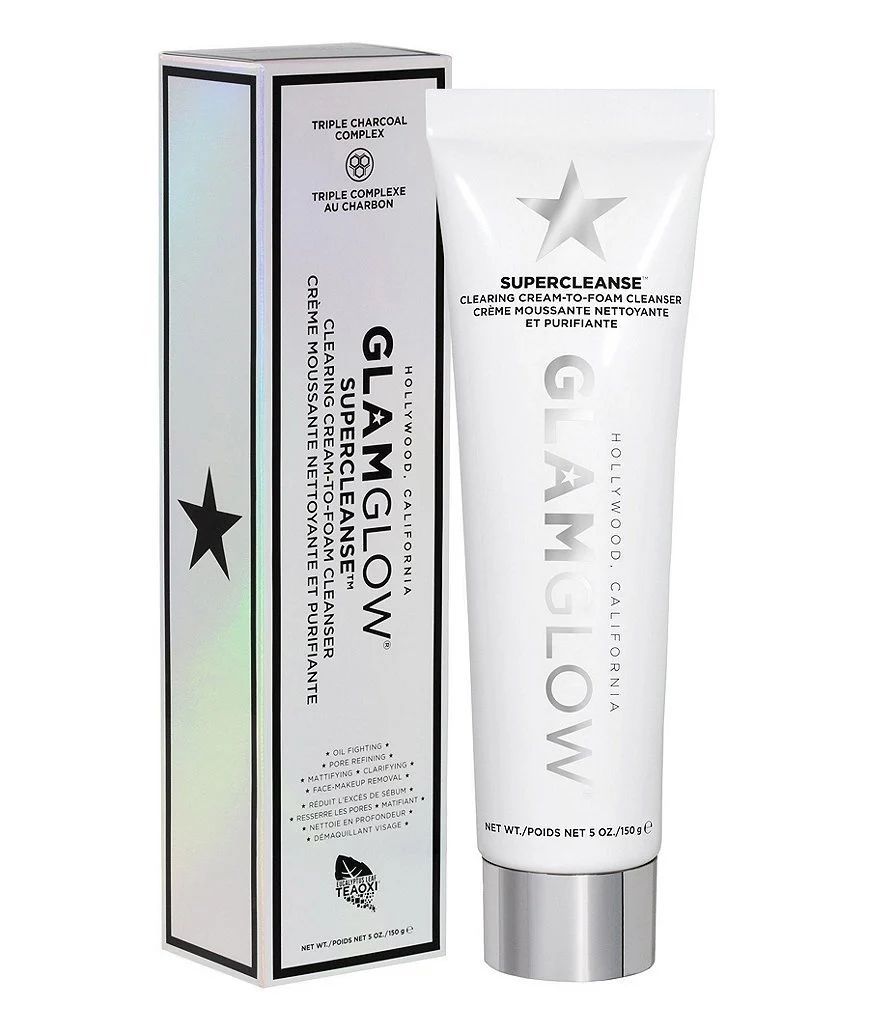 TRIPLE CHARCOAL
COMPLEX
TRIPLE COMPLEXE
AU CHARBON
HOLLYWOOD, CALIFORNIA
GLAMGLOW®
SUPERCLEANSE™
CLEARING CREAM-TO-FOAM CLEANSER
CRÈME MOUSSANTE NETTOYANTE ET PURIFIANTE
★ OIL FIGHTING ★
★ PORE REFINING ★
★ MATTIFYING ★ CLARIFYING ★
★ FACE-MAKEUP REMOVAL ★
★ RÉDUIT L'EXCÈS DE SÉBUM ★
★ RESSERRE LES PORES ★ MATIFIANT ★
★ NETTOIE EN PROFONDEUR ★
★ DÉMAQUILLANT VISAGE ★
EUCALYPTUS LEAF
TEAOXI
NET WT./POIDS NET 5 OZ./150 g ℮
SUPERCLEANSE™
CLEARING CREAM-TO-FOAM CLEANSER
CRÈME MOUSSANTE NETTOYANTE
ET PURIFIANTE
HOLLYWOOD, CALIFORNIA
GLAMGLOW
NET WT./POIDS NET 5 OZ./150 g ℮